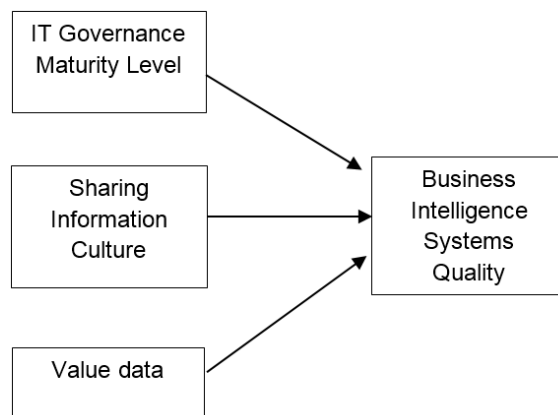 IT Governance
Maturity Level
Sharing
Information
Culture
Business
Intelligence
Systems
Quality
Value data